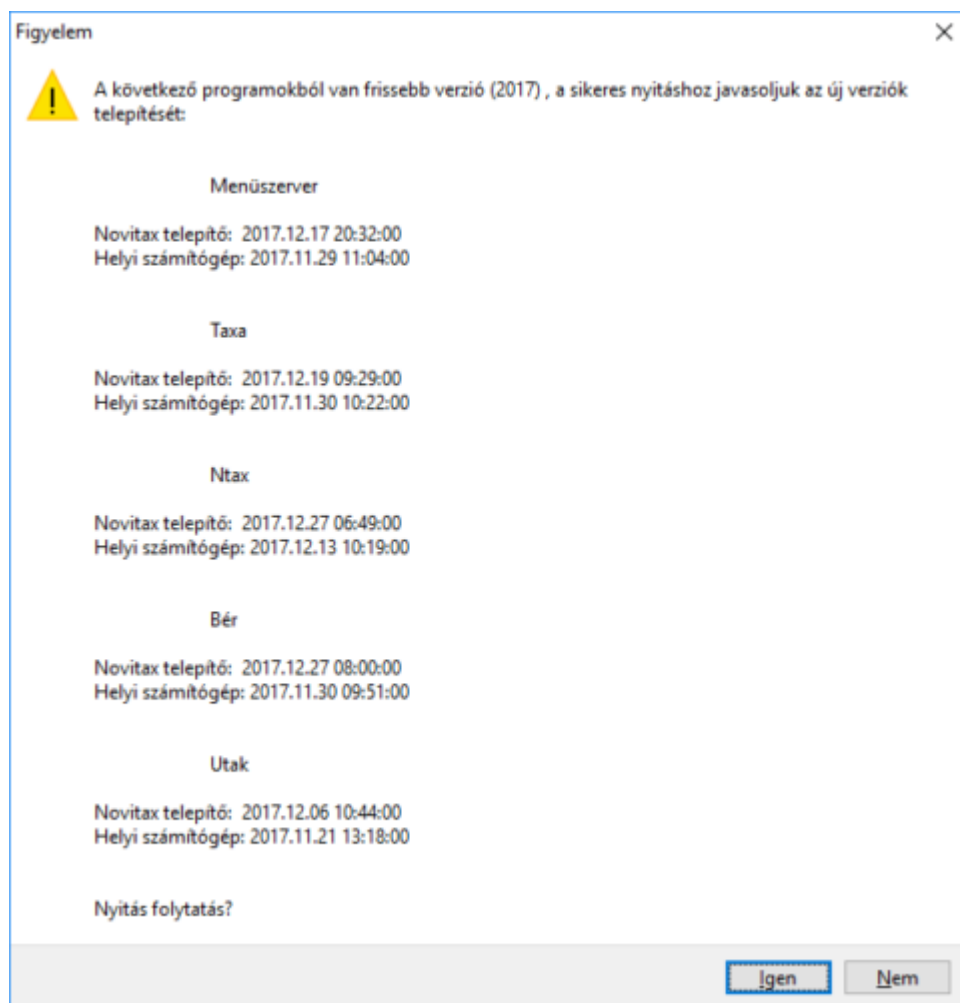 Figyelem
A következő programokból van frissebb verzió (2017) , a sikeres nyitáshoz javasoljuk az új verziók
telepítését:
Menüszerver
Novitax telepítő: 2017.12.17 20:32:00
Helyi számítógép: 2017.11.29 11:04:00
Taxa
Novitax telepítő: 2017.12.19 09:29:00
Helyi számítógép: 2017.11.30 10:22:00
Ntax
Novitax telepítő: 2017.12.27 06:49:00
Helyi számítógép: 2017.12.13 10:19:00
Bér
Novitax telepítő: 2017.12.27 08:00:00
Helyi számítógép: 2017.11.30 09:51:00
Utak
Novitax telepítő: 2017.12.06 10:44:00
Helyi számítógép: 2017.11.21 13:18:00
Nyitás folytatás?
Igen Nem